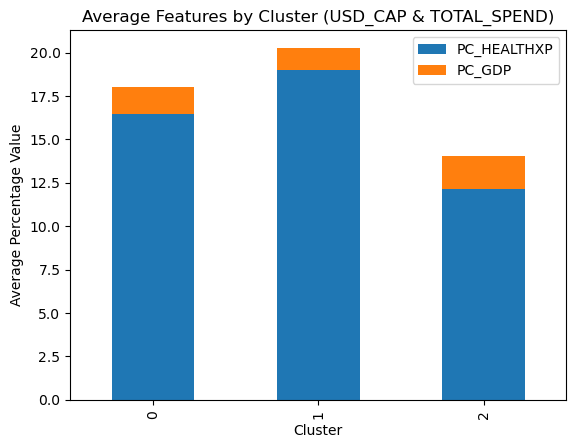 Average Features by Cluster (USD_CAP & TOTAL_SPEND)
PC_HEALTHXP
PC_GDP
Average Percentage Value
20.0
17.5
15.0
12.5
10.0
7.5
5.0
2.5
0.0
0
1
2
Cluster